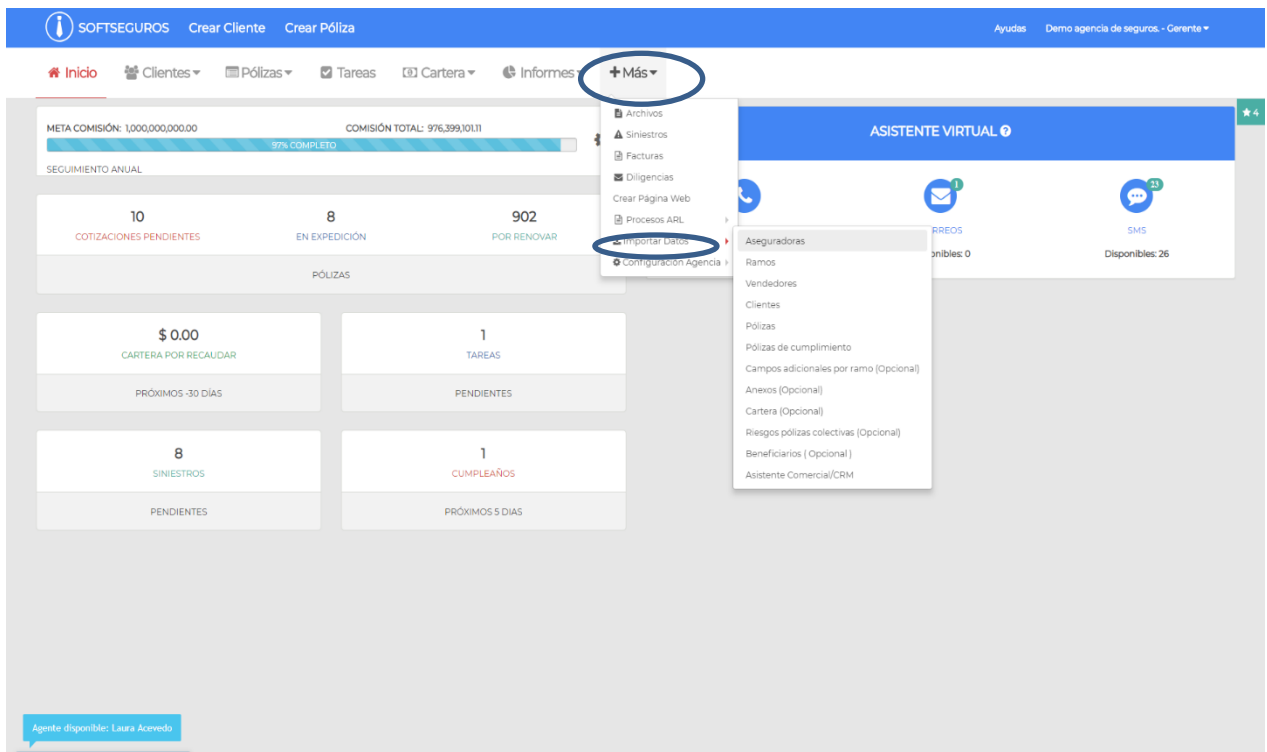 SOFTSEGUROS Crear Cliente Crear Póliza Ayudas Demo agencia de seguros. - Gerente
Inicio Clientes Pólizas Tareas Cartera Informes +Más
META COMISIÓN: 1,000,000,000.00 COMISIÓN TOTAL: 976,399,101.11
97% COMPLETO
SEGUIMIENTO ANUAL
10
COTIZACIONES PENDIENTES
8
EN EXPEDICIÓN
902
POR RENOVAR
PÓLIZAS
$ 0.00
CARTERA POR RECAUDAR
PRÓXIMOS -30 DÍAS
1
TAREAS
PENDIENTES
8
SINIESTROS
PENDIENTES
1
CUMPLEAÑOS
PRÓXIMOS 5 DIAS
Archivos
Siniestros
Facturas
Diligencias
Crear Página Web
Procesos ARL
Importar Datos
Configuración Agencia
Aseguradoras
Ramos
Vendedores
Clientes
Pólizas
Pólizas de cumplimiento
Campos adicionales por ramo (Opcional)
Anexos (Opcional)
Cartera (Opcional)
Riesgos pólizas colectivas (Opcional)
Beneficiarios ( Opcional )
Asistente Comercial/CRM
ASISTENTE VIRTUAL
4
1
RREOS
onibles: 0
23
SMS
Disponibles: 26
Agente disponible: Laura Acevedo